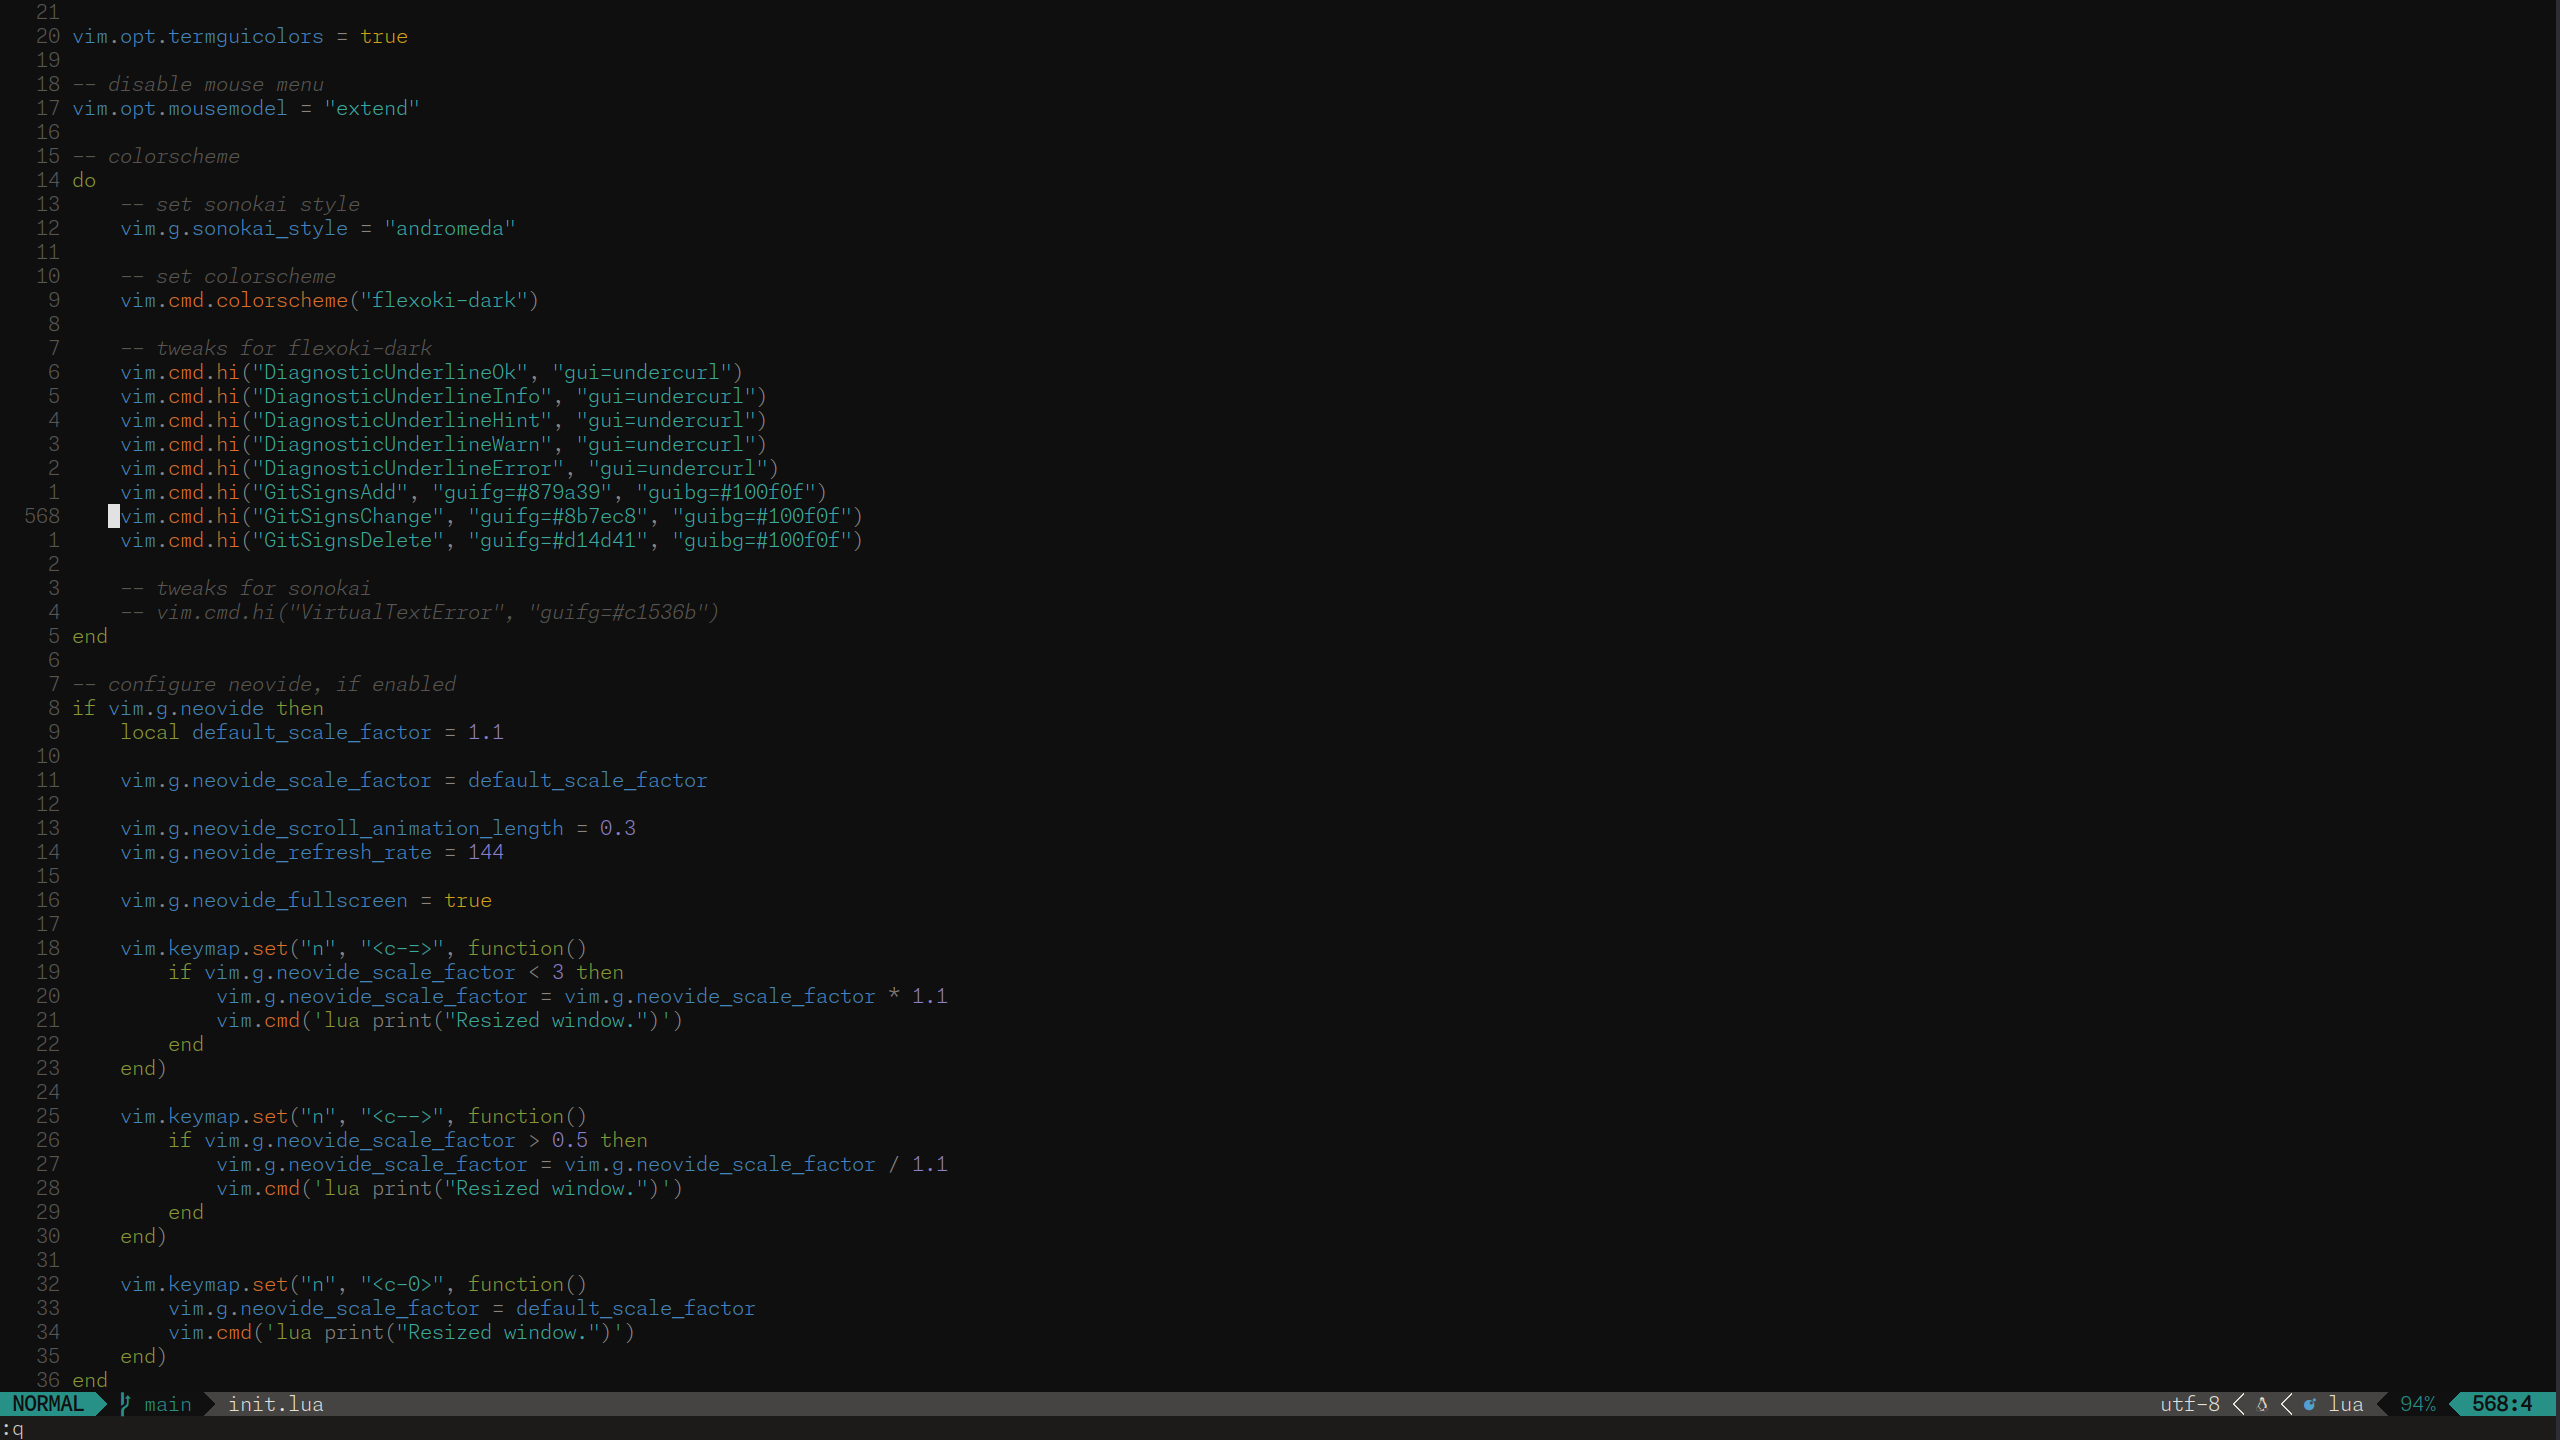 21
20 vim.opt.termguicolors = true
19
18 -- disable mouse menu
17 vim.opt.mousemodel = "extend"
16
15 -- colorscheme
14 do
13     -- set sonokai style
12     vim.g.sonokai_style = "andromeda"
11
10     -- set colorscheme
9     vim.cmd.colorscheme("flexoki-dark")
8
7     -- tweaks for flexoki-dark
6     vim.cmd.hi("DiagnosticUnderlineOk", "gui=undercurl")
5     vim.cmd.hi("DiagnosticUnderlineInfo", "gui=undercurl")
4     vim.cmd.hi("DiagnosticUnderlineHint", "gui=undercurl")
3     vim.cmd.hi("DiagnosticUnderlineWarn", "gui=undercurl")
2     vim.cmd.hi("DiagnosticUnderlineError", "gui=undercurl")
1     vim.cmd.hi("GitSignsAdd", "guifg=#879a39", "guibg=#100f0f")
568     vim.cmd.hi("GitSignsChange", "guifg=#8b7ec8", "guibg=#100f0f")
1     vim.cmd.hi("GitSignsDelete", "guifg=#d14d41", "guibg=#100f0f")
2
3     -- tweaks for sonokai
4     -- vim.cmd.hi("VirtualTextError", "guifg=#c1536b")
5 end
6
7 -- configure neovide, if enabled
8 if vim.g.neovide then
9     local default_scale_factor = 1.1
10
11     vim.g.neovide_scale_factor = default_scale_factor
12
13     vim.g.neovide_scroll_animation_length = 0.3
14     vim.g.neovide_refresh_rate = 144
15
16     vim.g.neovide_fullscreen = true
17
18     vim.keymap.set("n", "<c-=>", function()
19         if vim.g.neovide_scale_factor < 3 then
20             vim.g.neovide_scale_factor = vim.g.neovide_scale_factor * 1.1
21             vim.cmd('lua print("Resized window.")')
22         end
23     end)
24
25     vim.keymap.set("n", "<c-->", function()
26         if vim.g.neovide_scale_factor > 0.5 then
27             vim.g.neovide_scale_factor = vim.g.neovide_scale_factor / 1.1
28             vim.cmd('lua print("Resized window.")')
29         end
30     end)
31
32     vim.keymap.set("n", "<c-0>", function()
33         vim.g.neovide_scale_factor = default_scale_factor
34         vim.cmd('lua print("Resized window.")')
35     end)
36 end
NORMAL main init.lua utf-8 lua 94% 568:4
:q